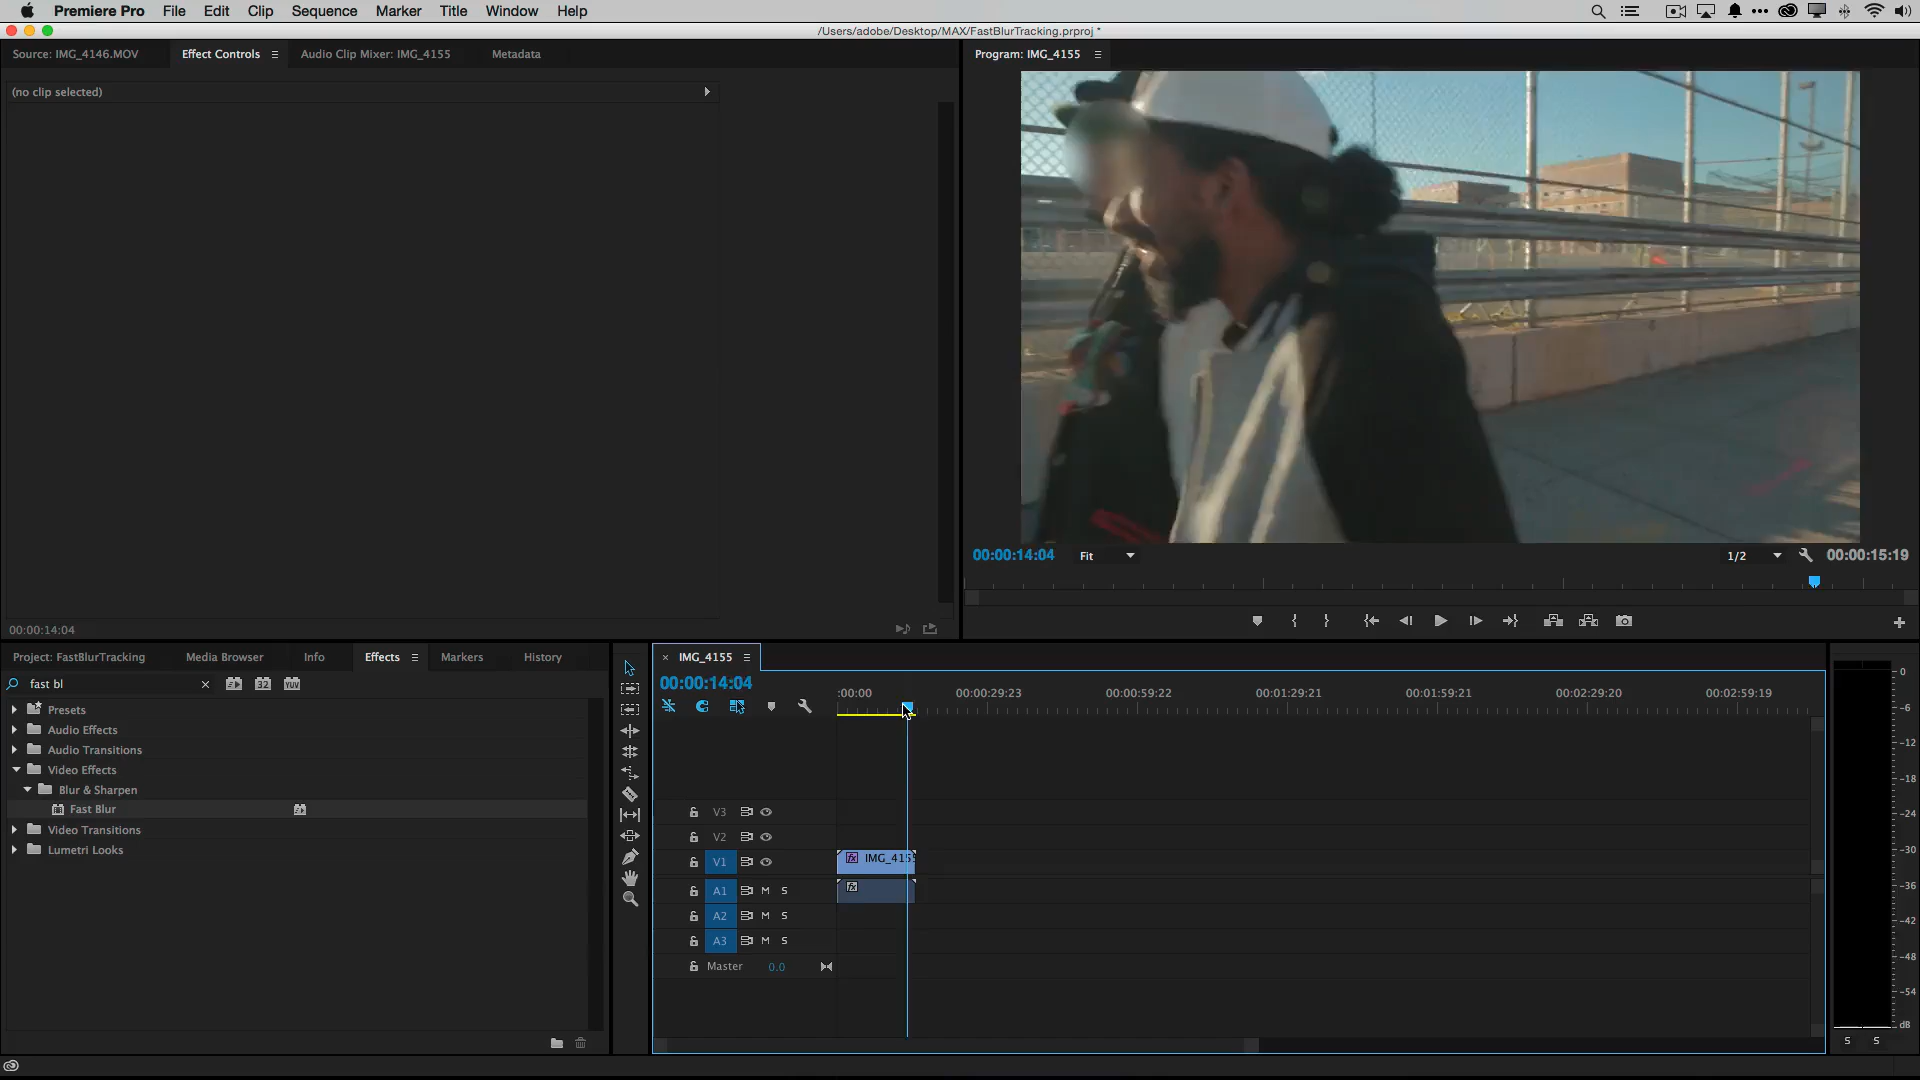 Premiere Pro File Edit Clip Sequence Marker Title Window Help
/Users/adobe/Desktop/MAX/FastBlurTracking.prproj *
Source: IMG_4146.MOV Effect Controls Audio Clip Mixer: IMG_4155 Metadata
Program: IMG_4155
(no clip selected)
00:00:14:04 Fit 1/2 00:00:15:19
00:00:14:04
Project: FastBlurTracking Media Browser Info Effects Markers History
fast bl 32 YUV
Presets
Audio Effects
Audio Transitions
Video Effects
Blur & Sharpen
Fast Blur
Video Transitions
Lumetri Looks
IMG_4155
00:00:14:04
:00:00 00:00:29:23 00:00:59:22 00:01:29:21 00:01:59:21 00:02:29:20 00:02:59:19
V3
V2
V1 fx IMG_4155
A1 M S fx
A2 M S
A3 M S
Master 0.0
0
-6
-12
-18
-24
-30
-36
-42
-48
-54
dB
S S